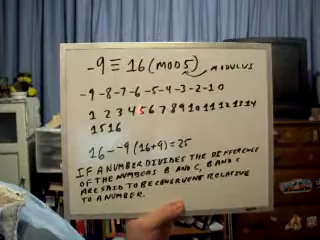 -9 ≡ 16 (MOD 5) MODULUS
-9 -8 -7 -6 -5 -4 -3 -2 -1 0
1 2 3 4 5 6 7 8 9 10 11 12 13 14
15 16
16 - -9 (16+9) = 25
IF A NUMBER DIVIDES THE DIFFERENCE
OF THE NUMBERS B AND C, B AND C
ARE SAID TO BE CONGRUENT RELATIVE
TO A NUMBER.